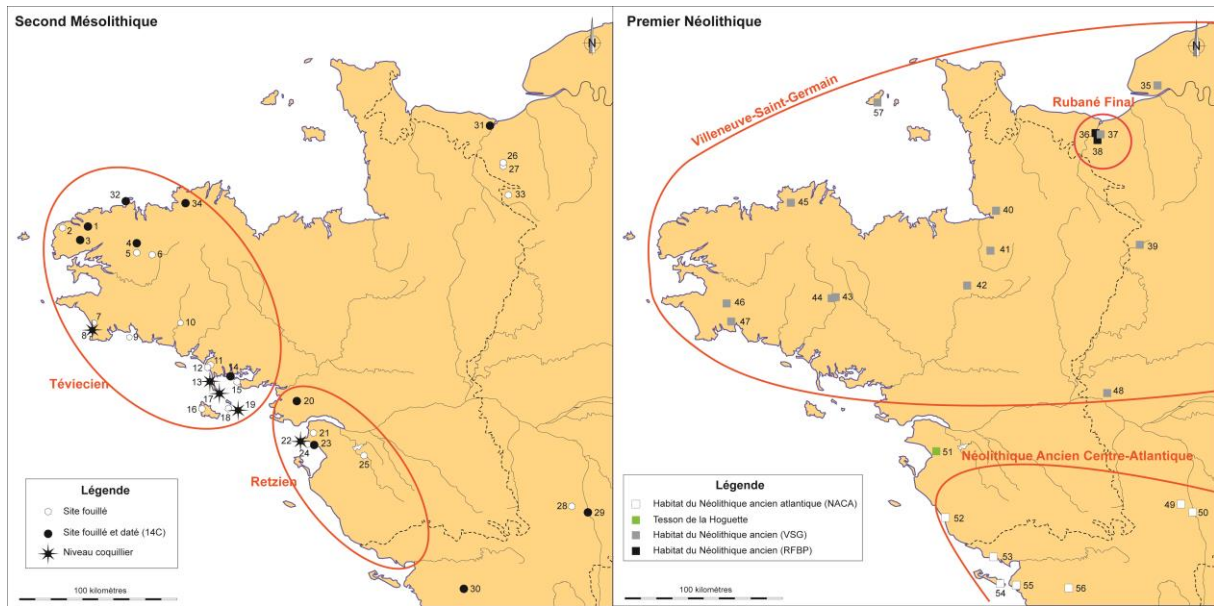 Second Mésolithique
N
31
26
27
33
32
34
2
1
3
4
5
6
7
8
9
10
11
12
14
13
15
17
16
18
19
20
22
21
23
24
25
28
29
30
Téviecien
Retzien
Légende
Site fouillé
Site fouillé et daté (14C)
Niveau coquillier
100 kilomètres
Premier Néolithique
N
Villeneuve-Saint-Germain
Rubané Final
Néolithique Ancien Centre-Atlantique
35
57
36
37
38
45
40
41
39
42
44
43
46
47
48
51
49
50
52
53
54
55
56
Légende
Habitat du Néolithique ancien atlantique (NACA)
Tesson de la Hoguette
Habitat du Néolithique ancien (VSG)
Habitat du Néolithique ancien (RFBP)
100 kilomètres